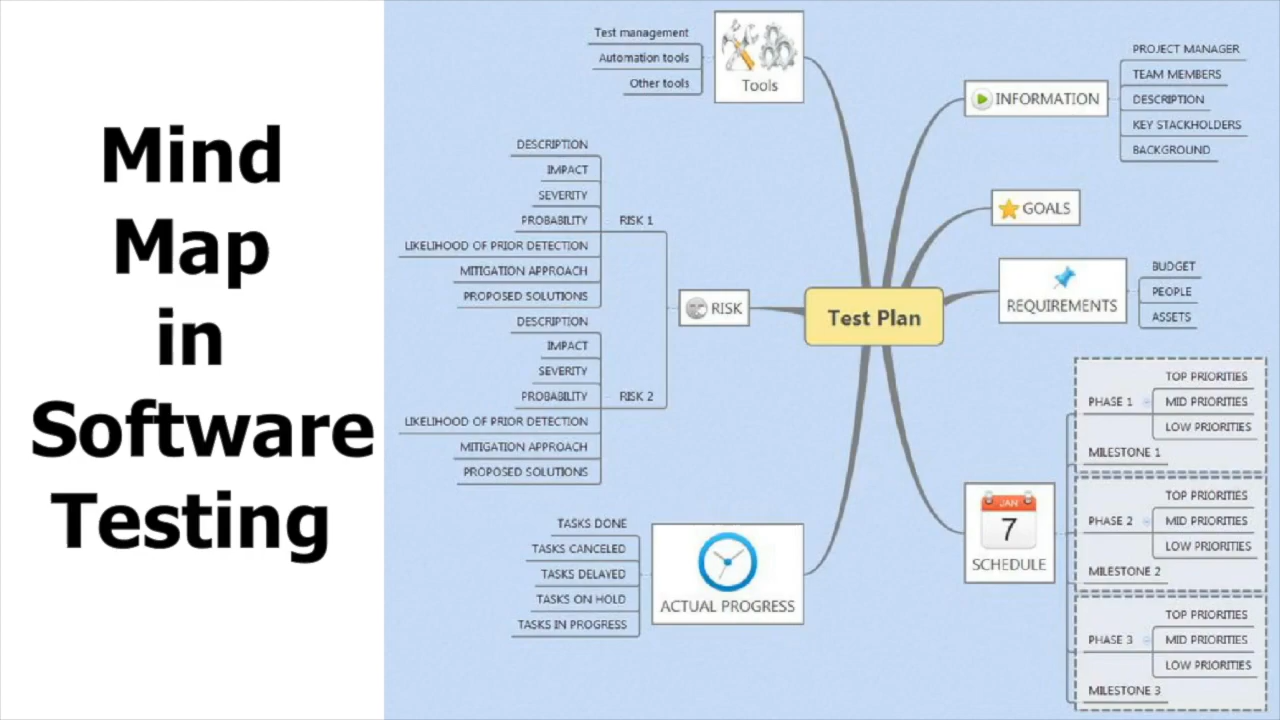 Mind
Map
in
Software
Testing
Test Plan
Tools
Test management
Automation tools
Other tools
INFORMATION
PROJECT MANAGER
TEAM MEMBERS
DESCRIPTION
KEY STACKHOLDERS
BACKGROUND
GOALS
REQUIREMENTS
BUDGET
PEOPLE
ASSETS
RISK
RISK 1
DESCRIPTION
IMPACT
SEVERITY
PROBABILITY
LIKELIHOOD OF PRIOR DETECTION
MITIGATION APPROACH
PROPOSED SOLUTIONS
RISK 2
DESCRIPTION
IMPACT
SEVERITY
PROBABILITY
LIKELIHOOD OF PRIOR DETECTION
MITIGATION APPROACH
PROPOSED SOLUTIONS
ACTUAL PROGRESS
TASKS DONE
TASKS CANCELED
TASKS DELAYED
TASKS ON HOLD
TASKS IN PROGRESS
JAN
7
SCHEDULE
PHASE 1
TOP PRIORITIES
MID PRIORITIES
LOW PRIORITIES
MILESTONE 1
PHASE 2
TOP PRIORITIES
MID PRIORITIES
LOW PRIORITIES
MILESTONE 2
PHASE 3
TOP PRIORITIES
MID PRIORITIES
LOW PRIORITIES
MILESTONE 3